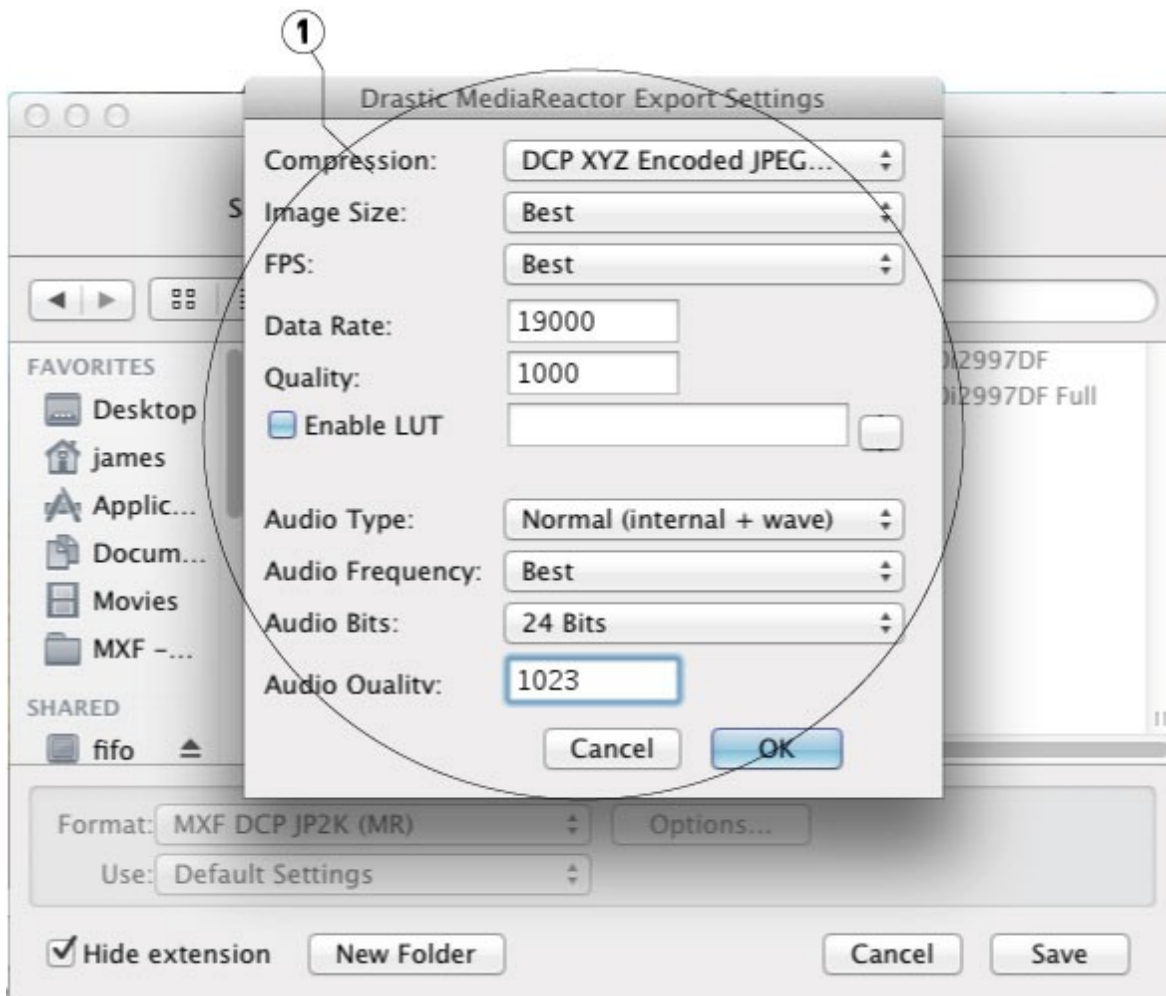 1
Drastic MediaReactor Export Settings
Compression: DCP XYZ Encoded JPEG...
S
Image Size: Best
FPS: Best
Data Rate: 19000
Quality: 1000
Enable LUT
Audio Type: Normal (internal + wave)
Audio Frequency: Best
Audio Bits: 24 Bits
Audio Quality: 1023
Cancel OK
FAVORITES
Desktop
james
Applic...
Docum...
Movies
MXF –...
SHARED
fifo
i2997DF
i2997DF Full
Format: MXF DCP JP2K (MR) Options...
Use: Default Settings
Hide extension New Folder Cancel Save